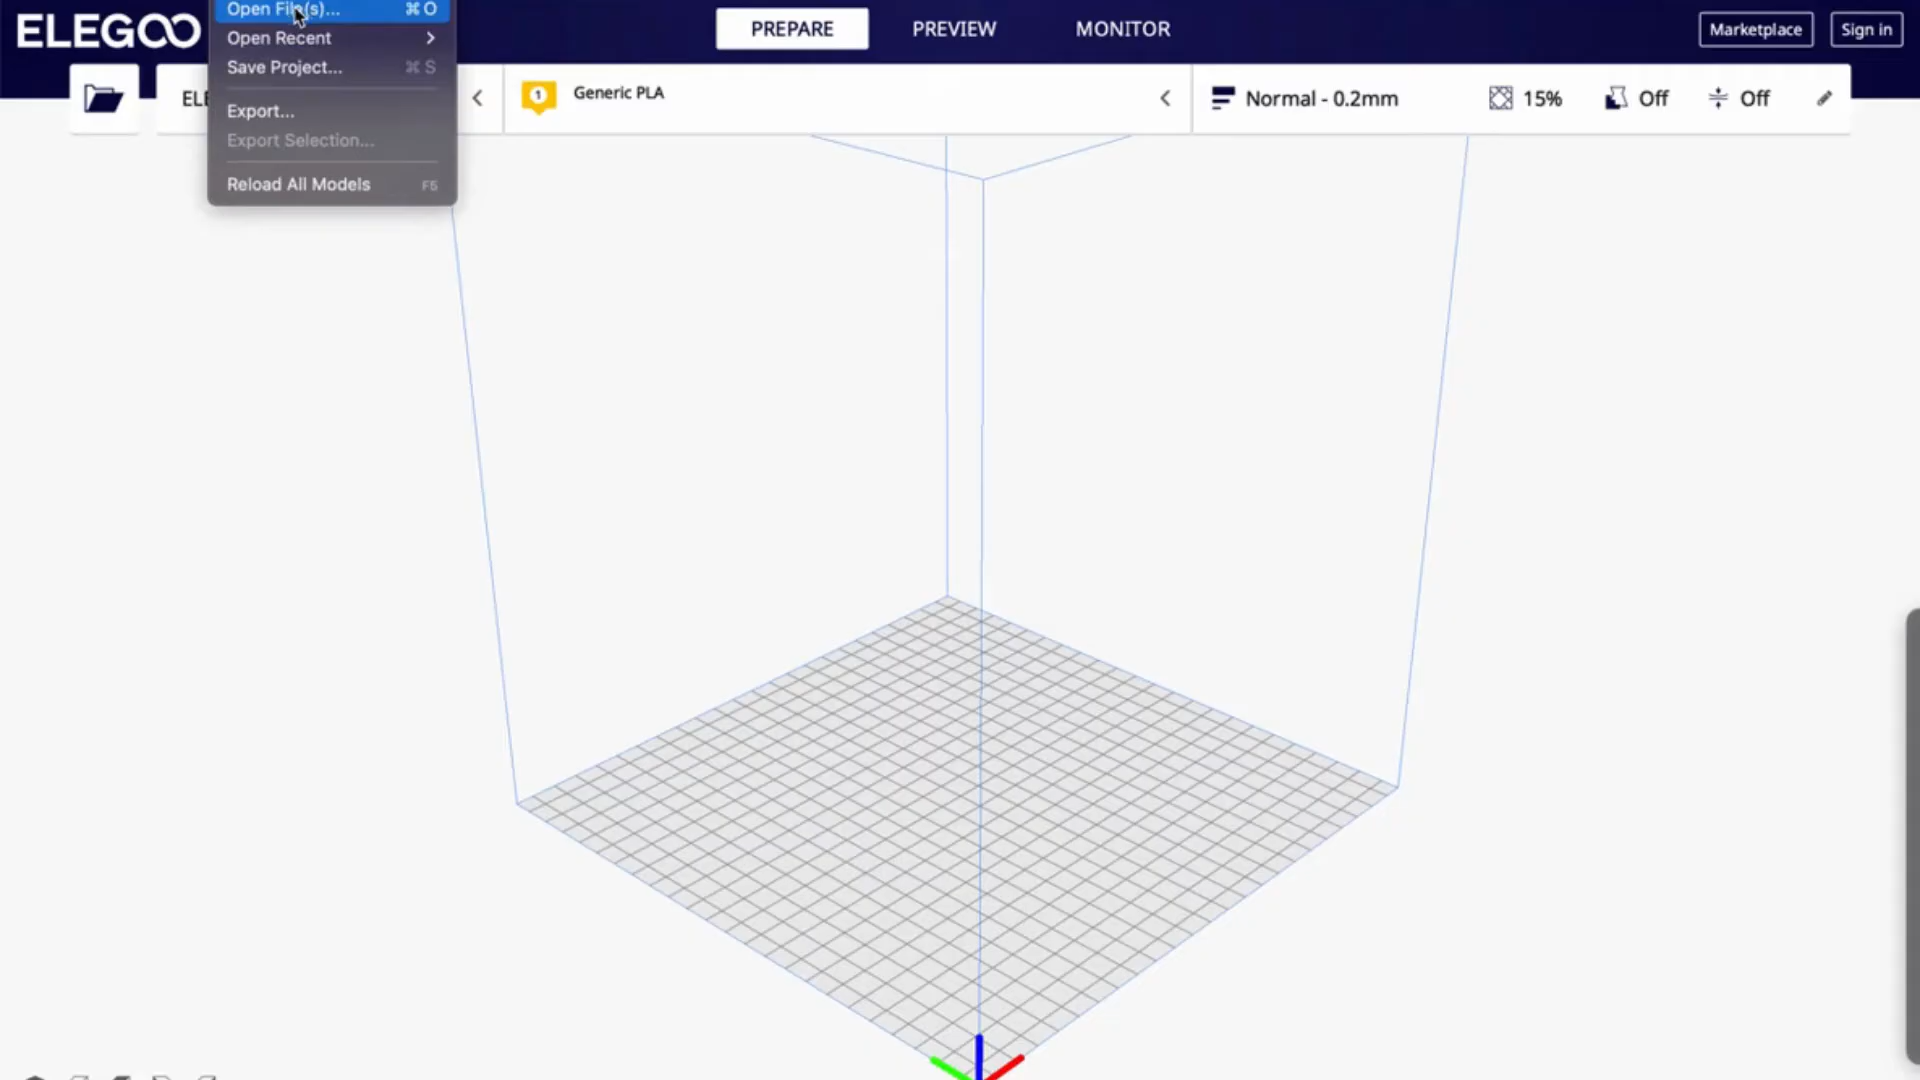 ELEGOO
Open File(s)... ⌘ O
Open Recent
Save Project... ⌘ S
Export...
Export Selection...
Reload All Models F5
PREPARE
PREVIEW
MONITOR
Marketplace
Sign in
ELE
1
Generic PLA
Normal - 0.2mm
15%
Off
Off